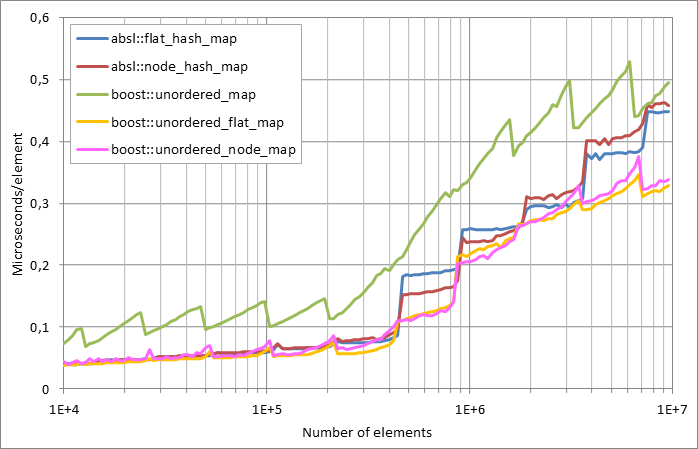 0,6
0,5
0,4
0,3
0,2
0,1
0
Microseconds/element
absl::flat_hash_map
absl::node_hash_map
boost::unordered_map
boost::unordered_flat_map
boost::unordered_node_map
1E+4 1E+5 1E+6 1E+7
Number of elements